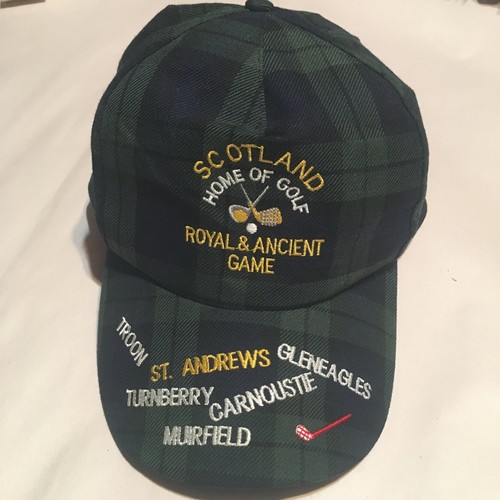 SCOTLAND
HOME OF GOLF
ROYAL & ANCIENT
GAME
TROON
ST. ANDREWS
GLENEAGLES
TURNBERRY
CARNOUSTIE
MUIRFIELD